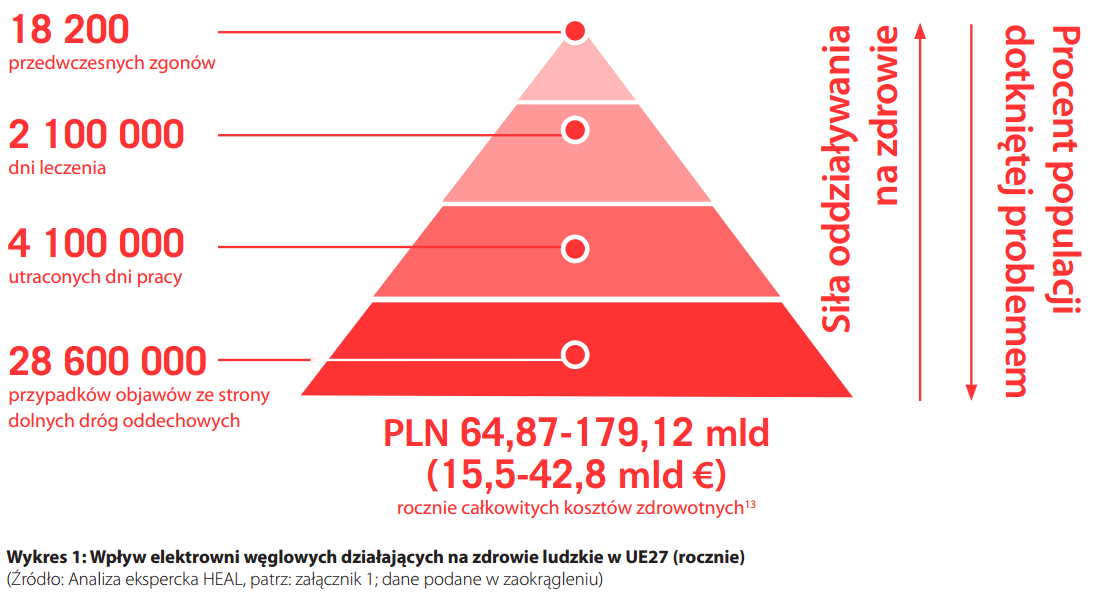 18 200
przedwczesnych zgonów
2 100 000
dni leczenia
4 100 000
utraconych dni pracy
28 600 000
przypadków objawów ze strony
dolnych dróg oddechowych
Siła oddziaływania
na zdrowie
Procent populacji
dotkniętej problemem
PLN 64,87-179,12 mld
(15,5-42,8 mld €)
rocznie całkowitych kosztów zdrowotnych¹³
Wykres 1: Wpływ elektrowni węglowych działających na zdrowie ludzkie w UE27 (rocznie)
(Źródło: Analiza ekspercka HEAL, patrz: załącznik 1; dane podane w zaokrągleniu)